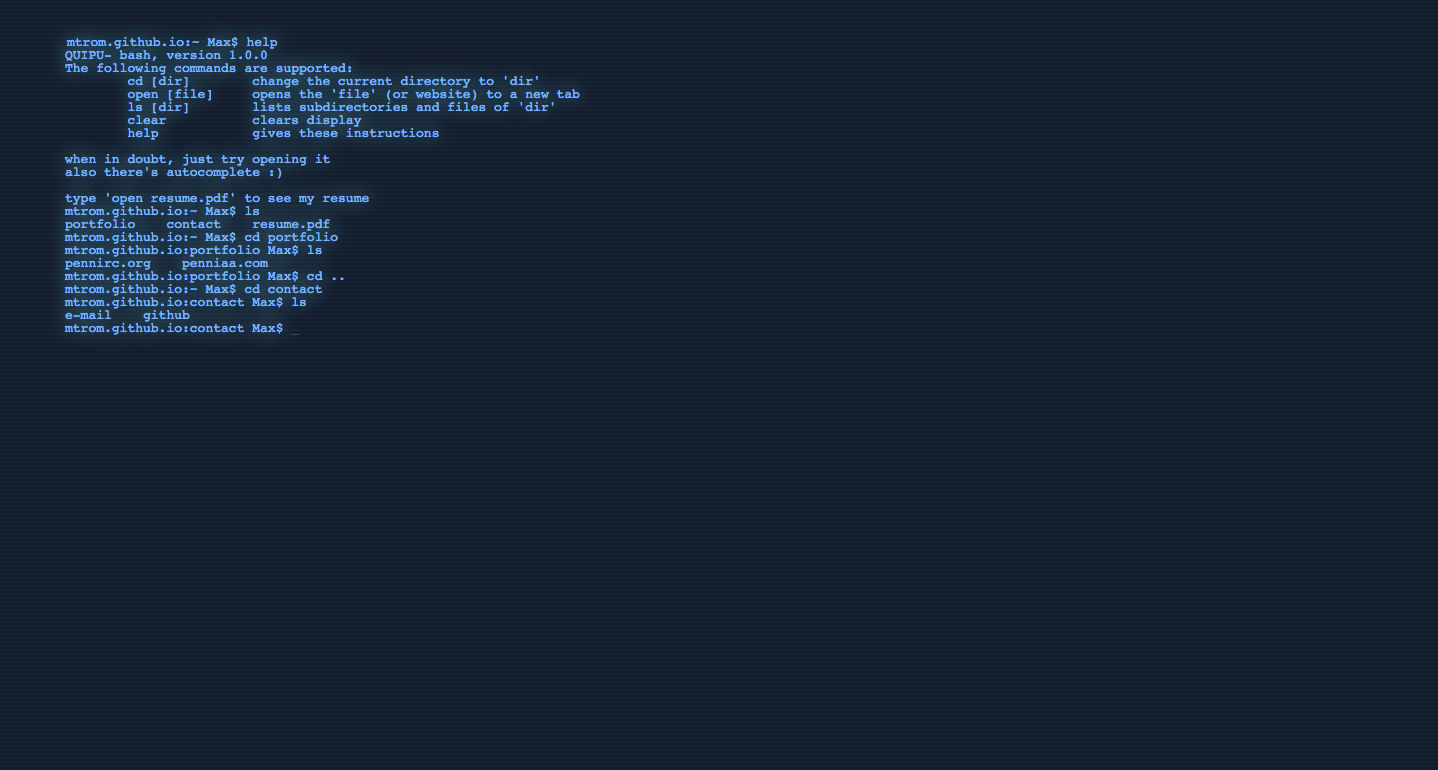 mtrom.github.io:~ Max$ help
QUIPU- bash, version 1.0.0
The following commands are supported:
        cd [dir]        change the current directory to 'dir'
        open [file]     opens the 'file' (or website) to a new tab
        ls [dir]        lists subdirectories and files of 'dir'
        clear           clears display
        help            gives these instructions

when in doubt, just try opening it
also there's autocomplete :)

type 'open resume.pdf' to see my resume
mtrom.github.io:~ Max$ ls
portfolio    contact    resume.pdf
mtrom.github.io:~ Max$ cd portfolio
mtrom.github.io:portfolio Max$ ls
pennirc.org    penniaa.com
mtrom.github.io:portfolio Max$ cd ..
mtrom.github.io:~ Max$ cd contact
mtrom.github.io:contact Max$ ls
e-mail    github
mtrom.github.io:contact Max$ _